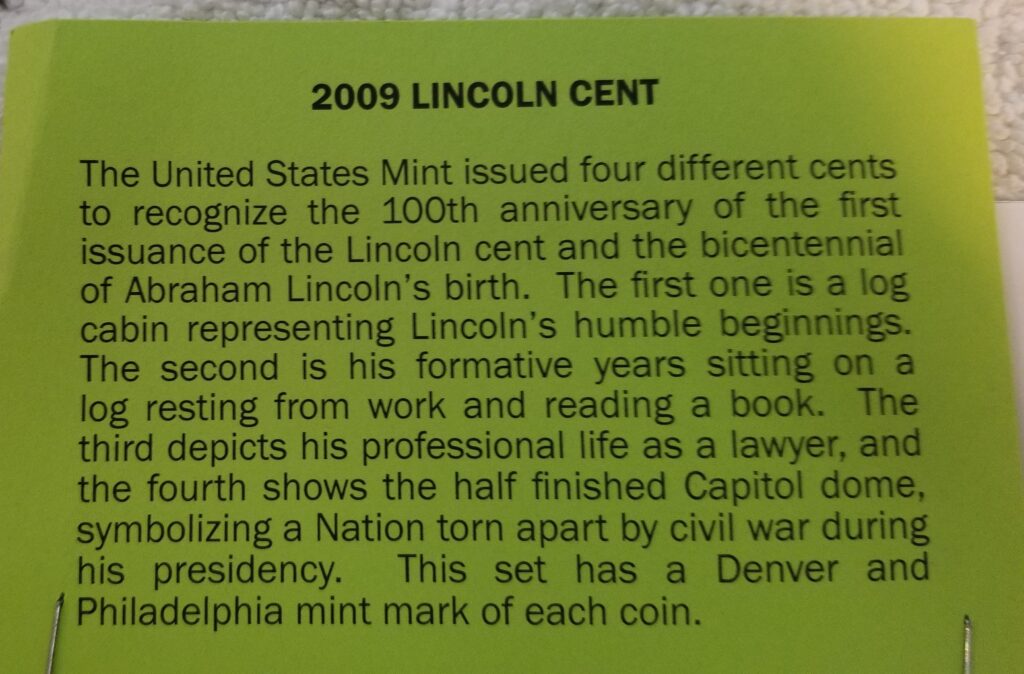 2009 LINCOLN CENT
The United States Mint issued four different cents
to recognize the 100th anniversary of the first
issuance of the Lincoln cent and the bicentennial
of Abraham Lincoln's birth. The first one is a log
cabin representing Lincoln's humble beginnings.
The second is his formative years sitting on a
log resting from work and reading a book. The
third depicts his professional life as a lawyer, and
the fourth shows the half finished Capitol dome,
symbolizing a Nation torn apart by civil war during
his presidency. This set has a Denver and
Philadelphia mint mark of each coin.